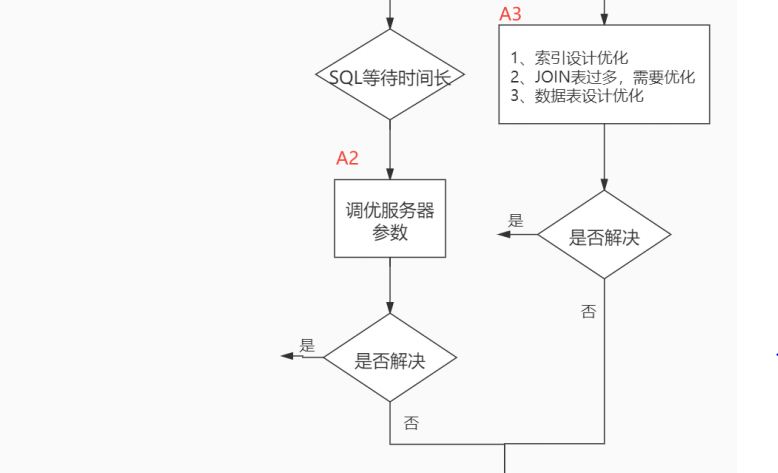 A3
1、索引设计优化
2、JOIN表过多，需要优化
3、数据表设计优化
SQL等待时间长
A2
调优服务器
参数
是
是否解决
否
是
是否解决
否